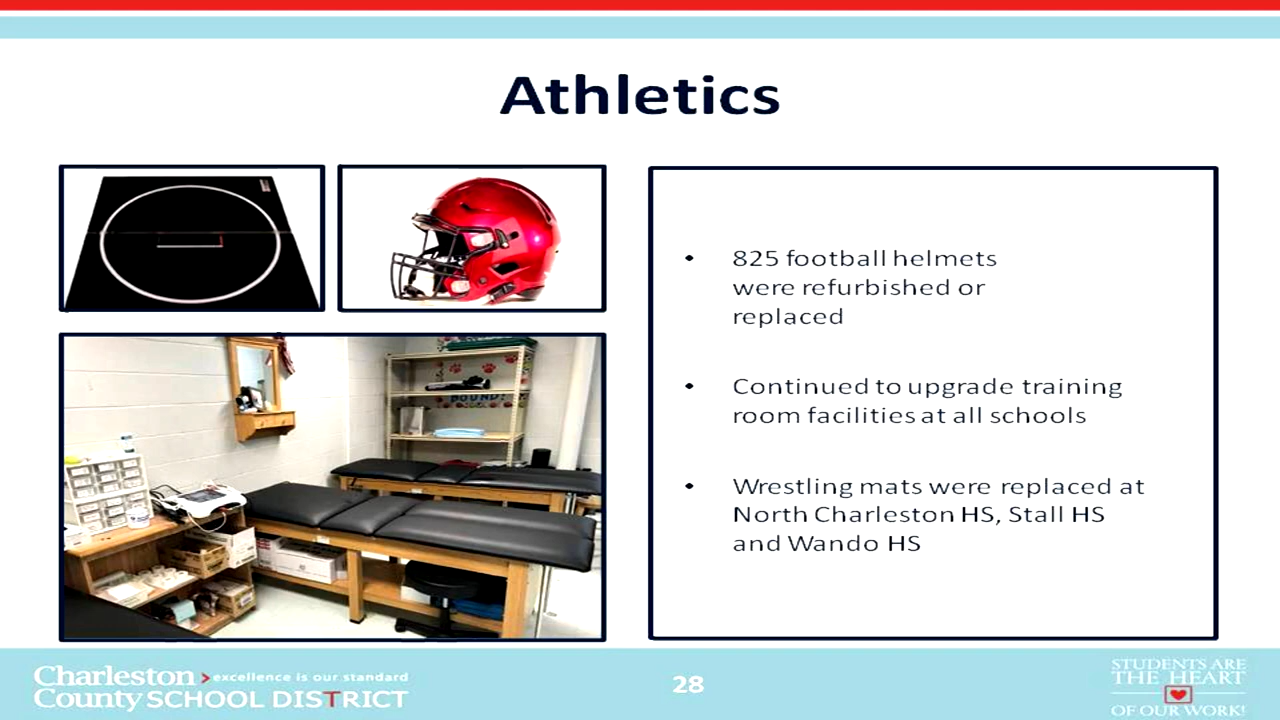 Athletics
BOUND!
• 825 football helmets
were refurbished or
replaced
• Continued to upgrade training
room facilities at all schools
• Wrestling mats were replaced at
North Charleston HS, Stall HS
and Wando HS
Charleston > excellence is our standard
County SCHOOL DISTRICT
28
STUDENTS ARE
THE HEART
OF OUR WORK!